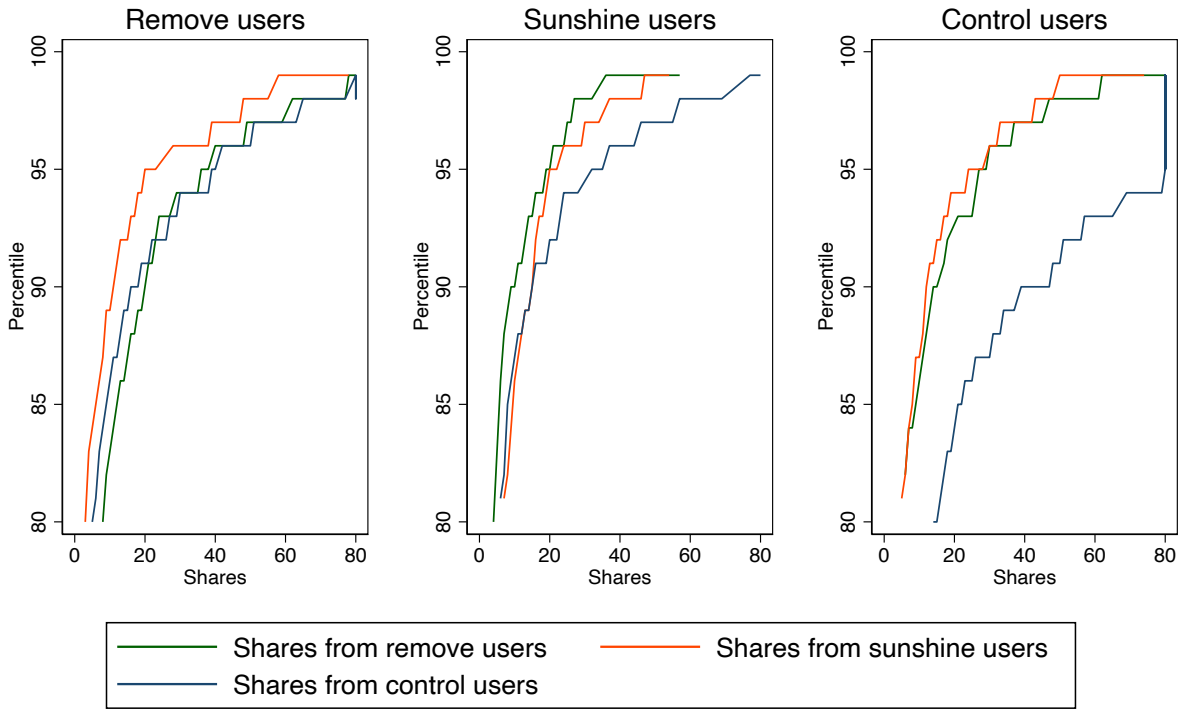 Remove users
Sunshine users
Control users
Percentile
80
85
90
95
100
0
20
40
60
80
Shares
Percentile
80
85
90
95
100
0
20
40
60
80
Shares
Percentile
80
85
90
95
100
0
20
40
60
80
Shares
Shares from remove users
Shares from sunshine users
Shares from control users